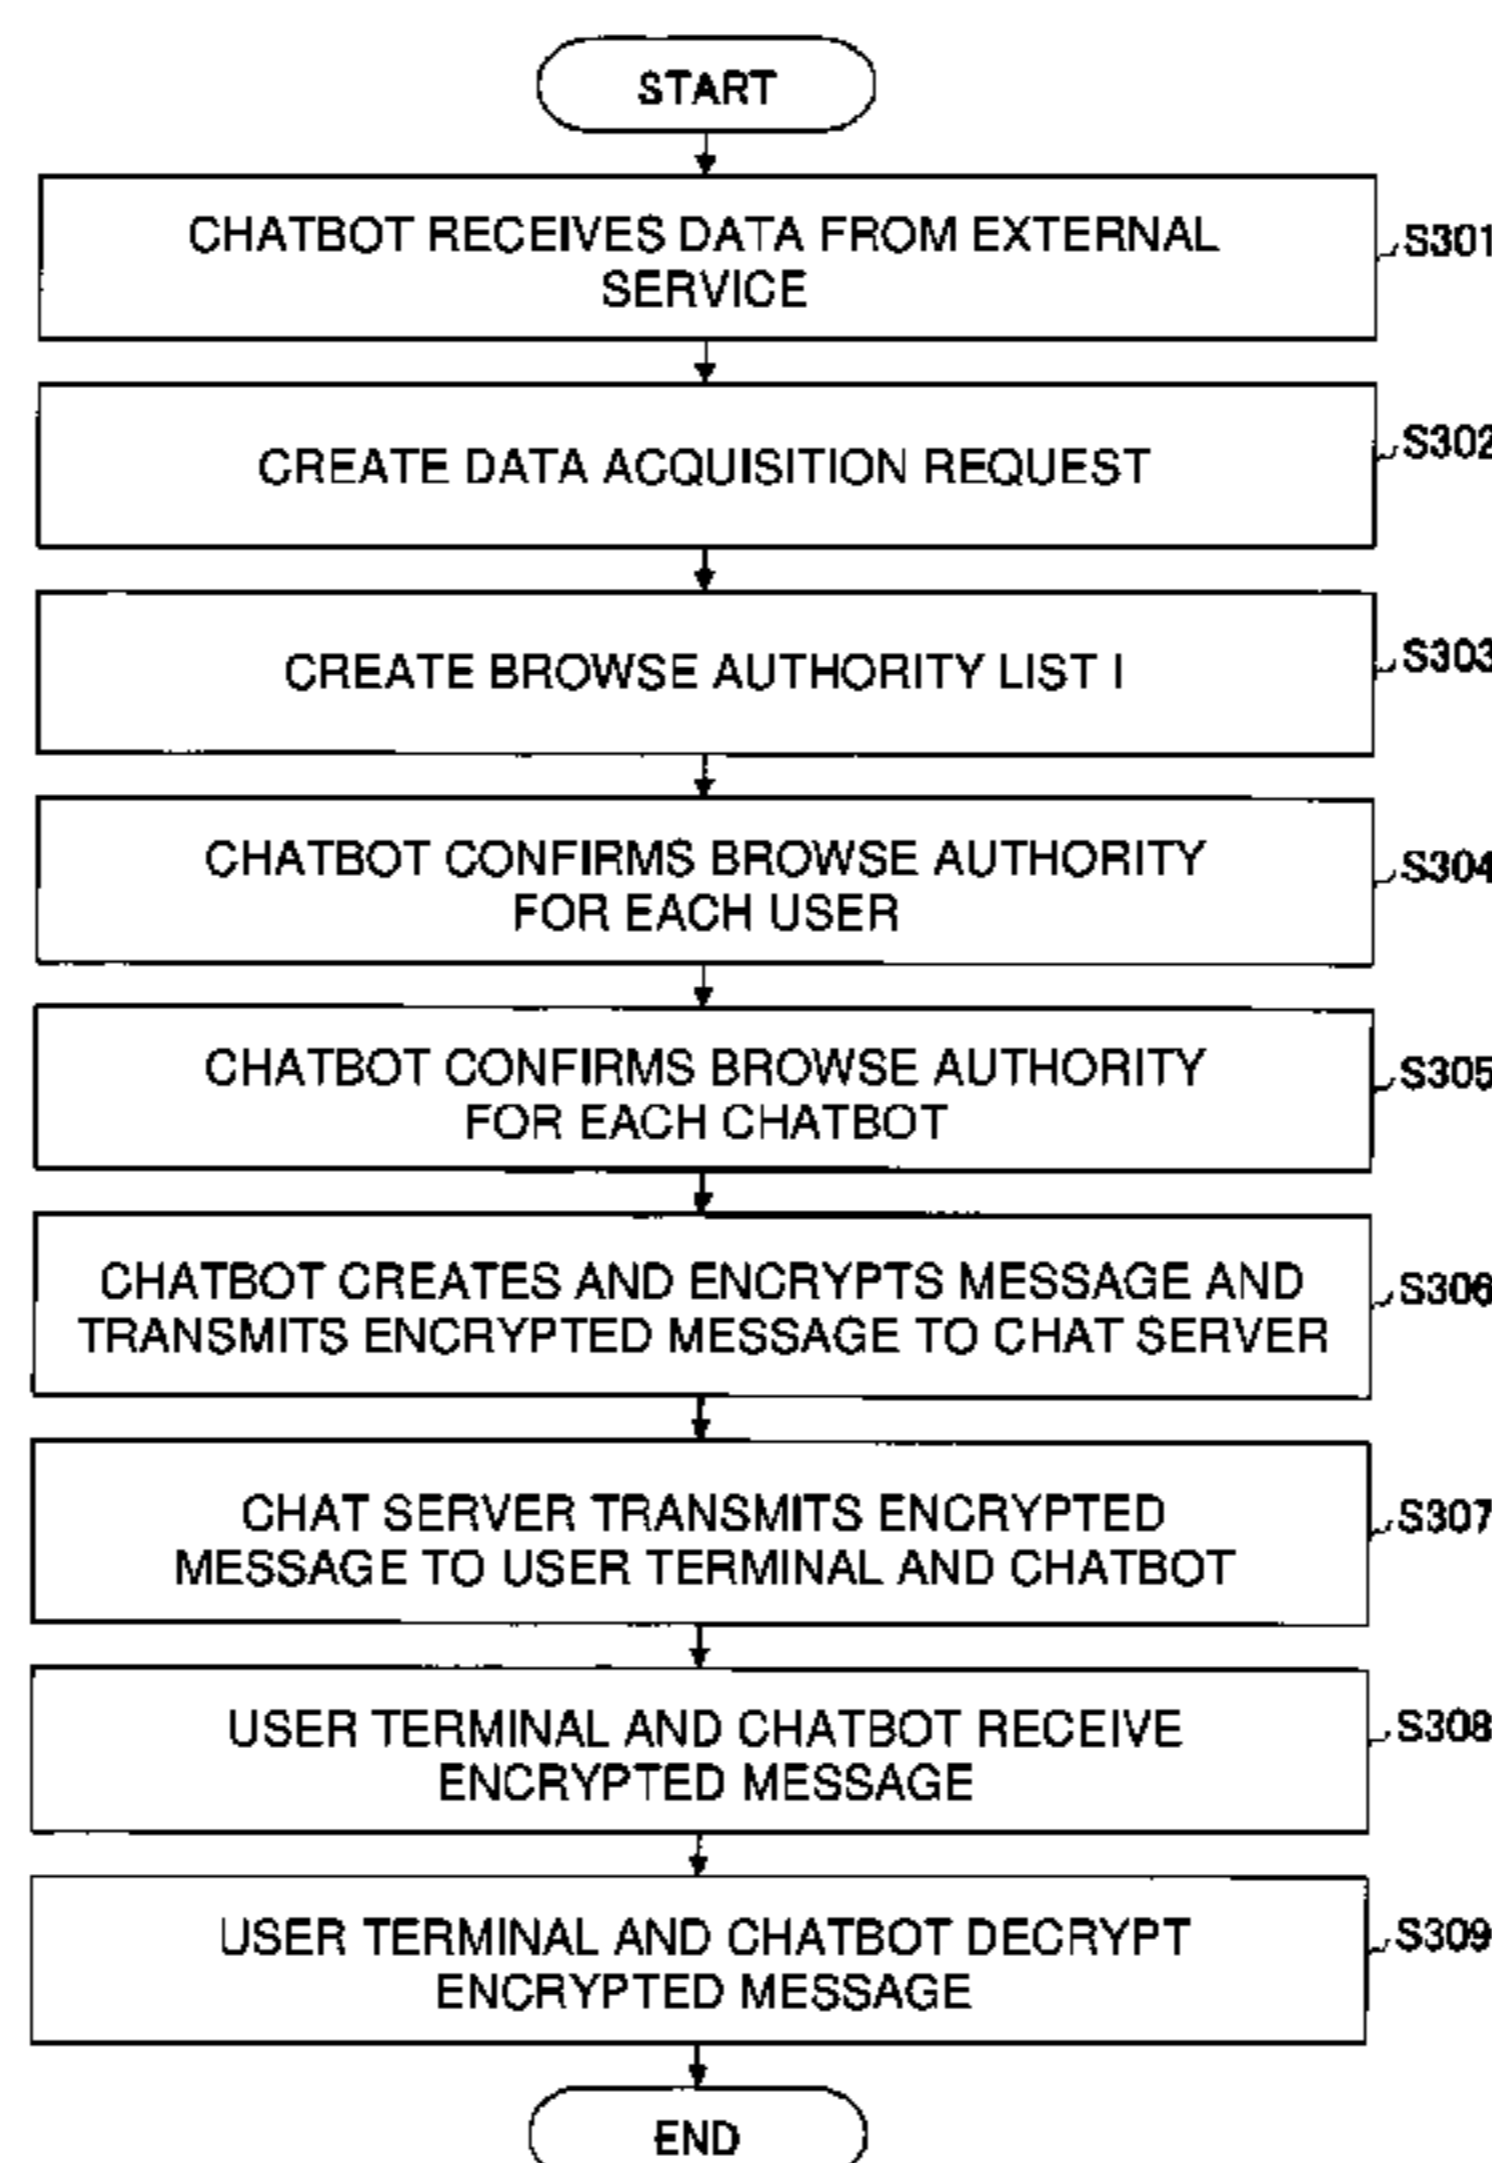 START
CHATBOT RECEIVES DATA FROM EXTERNAL
SERVICE
S301
CREATE DATA ACQUISITION REQUEST
S302
CREATE BROWSE AUTHORITY LIST I
S303
CHATBOT CONFIRMS BROWSE AUTHORITY
FOR EACH USER
S304
CHATBOT CONFIRMS BROWSE AUTHORITY
FOR EACH CHATBOT
S305
CHATBOT CREATES AND ENCRYPTS MESSAGE AND
TRANSMITS ENCRYPTED MESSAGE TO CHAT SERVER
S306
CHAT SERVER TRANSMITS ENCRYPTED
MESSAGE TO USER TERMINAL AND CHATBOT
S307
USER TERMINAL AND CHATBOT RECEIVE
ENCRYPTED MESSAGE
S308
USER TERMINAL AND CHATBOT DECRYPT
ENCRYPTED MESSAGE
S309
END